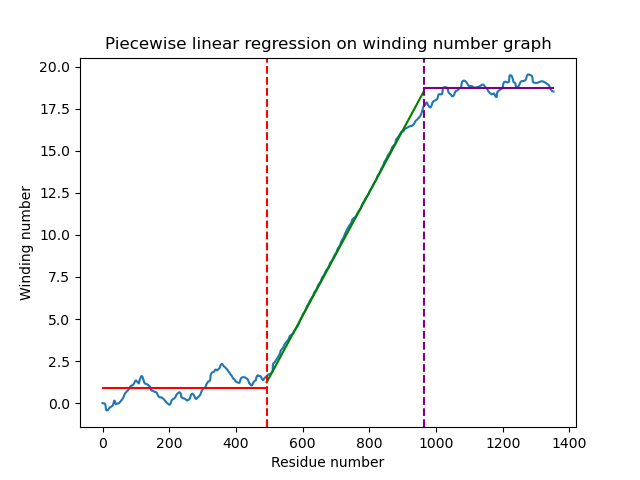 Piecewise linear regression on winding number graph
20.0
17.5
15.0
12.5
10.0
7.5
5.0
2.5
0.0
Winding number
0 200 400 600 800 1000 1200 1400
Residue number